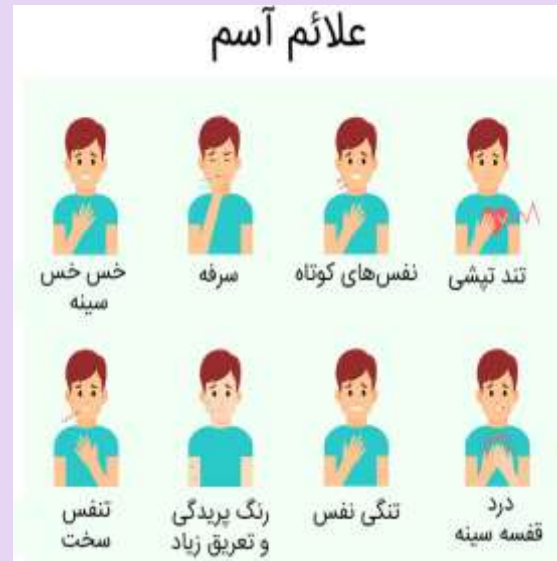 علائم آسم
تند تپشی
نفس‌های کوتاه
سرفه
خس خس
سینه
درد
قفسه سینه
تنگی نفس
رنگ پریدگی
و تعریق زیاد
تنفس
سخت